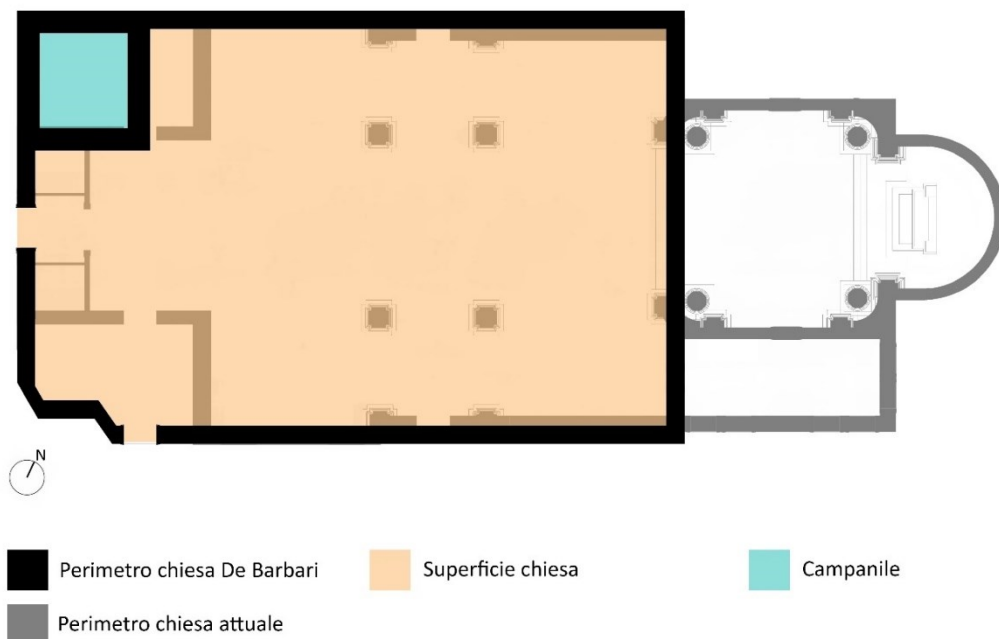 N
Perimetro chiesa De Barbari
Superficie chiesa
Campanile
Perimetro chiesa attuale